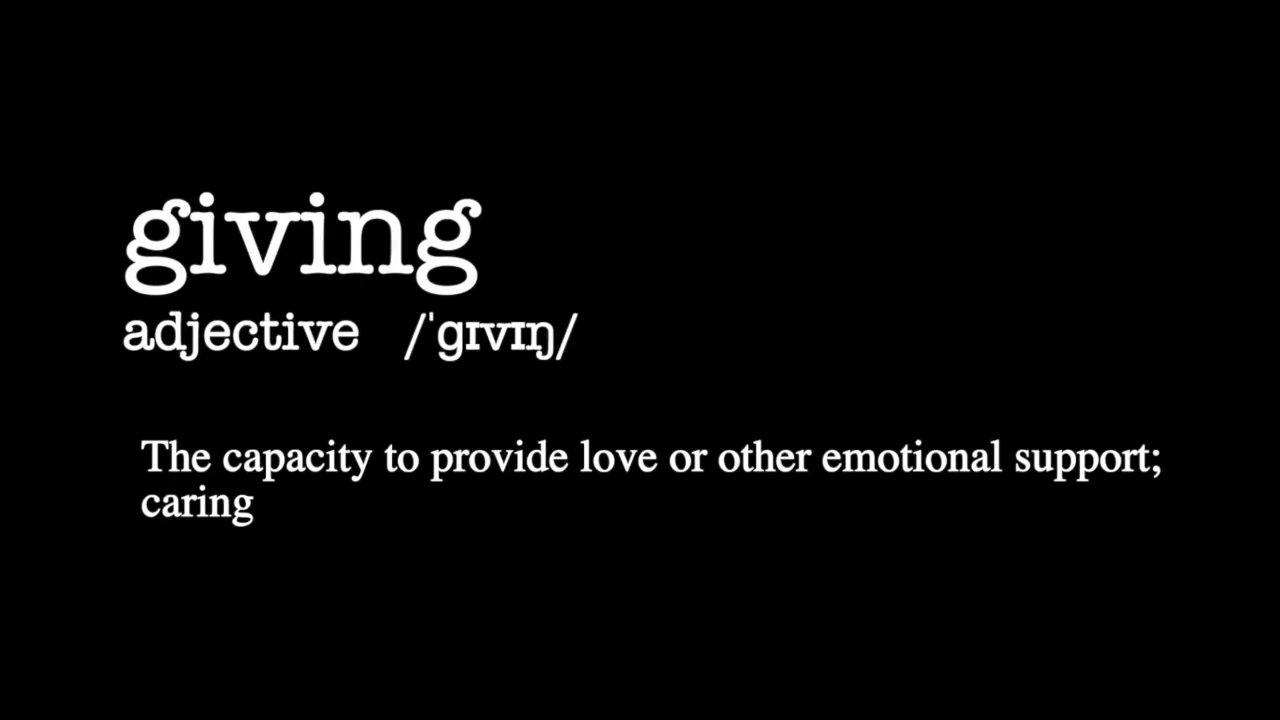 giving
adjective /ˈɡɪvɪŋ/
The capacity to provide love or other emotional support;
caring